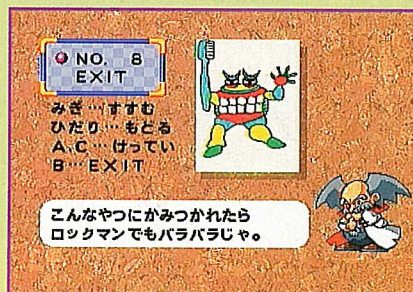 NO. 8
EXIT
みぎ…すすむ
ひだり…もどる
A.C…けってい
B…EXIT
こんなやつにかみつかれたら
ロックマンでもバラバラじゃ。